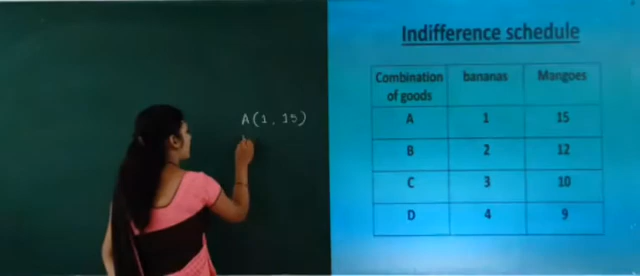 A(1, 15)
Indifference schedule
Combination of goods bananas Mangoes
A 1 15
B 2 12
C 3 10
D 4 9